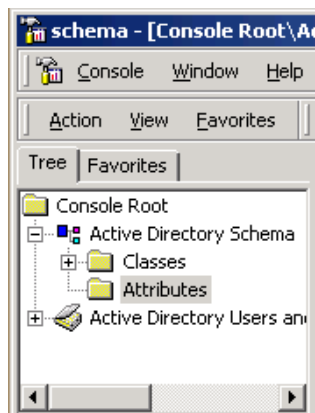 schema - [Console Root\A
Console Window Help
Action View Favorites
Tree Favorites
Console Root
Active Directory Schema
Classes
Attributes
Active Directory Users and